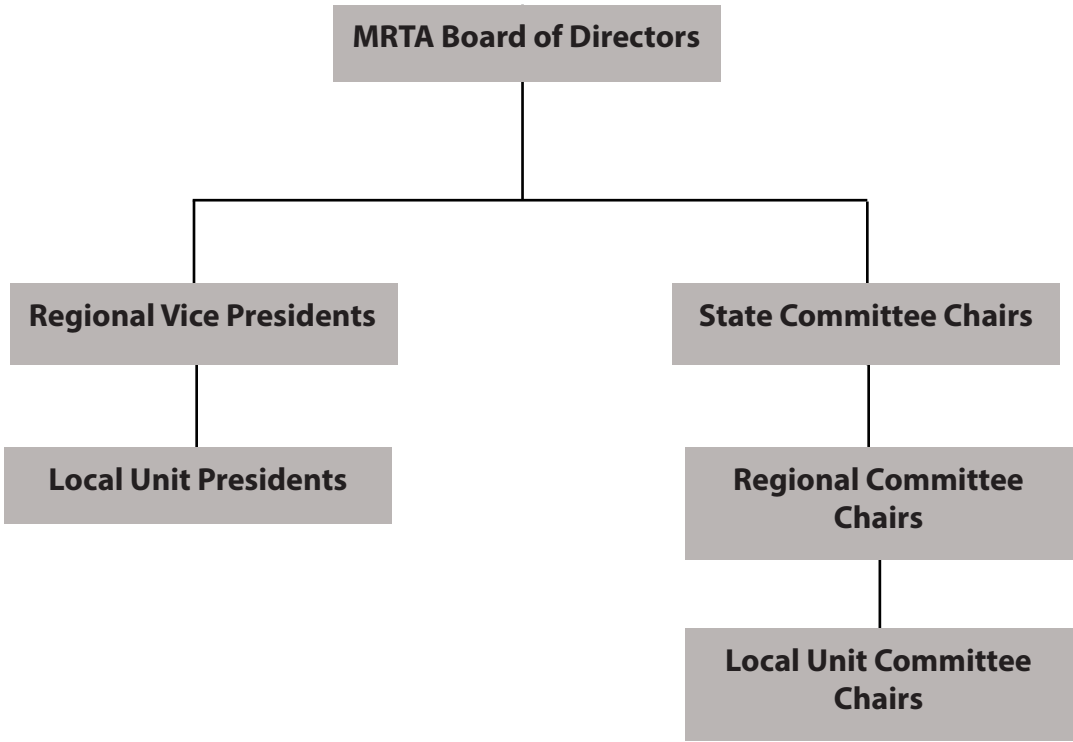 MRTA Board of Directors
Regional Vice Presidents
State Committee Chairs
Local Unit Presidents
Regional Committee
Chairs
Local Unit Committee
Chairs